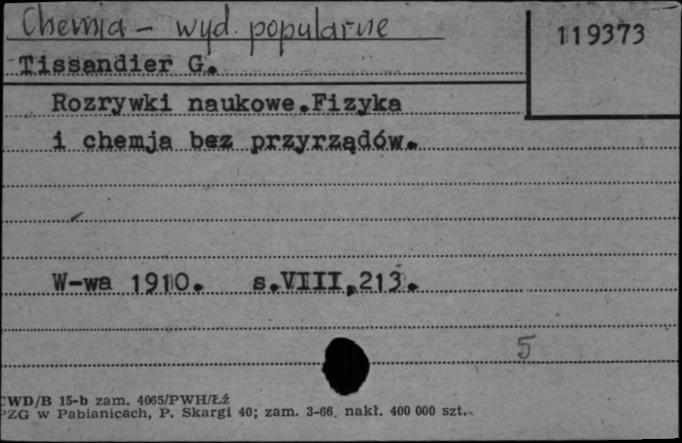 Chemia - wyd. popularne
119373
Tissandier G.
Rozrywki naukowe.Fizyka
i chemja bez przyrządów.
W-wa 1910. s.VIII,213.
5
CWD/B 15-b zam. 4065/PWH/Łź
PZG w Pabianicach, P. Skargi 40; zam. 3-66. nakł. 400 000 szt.